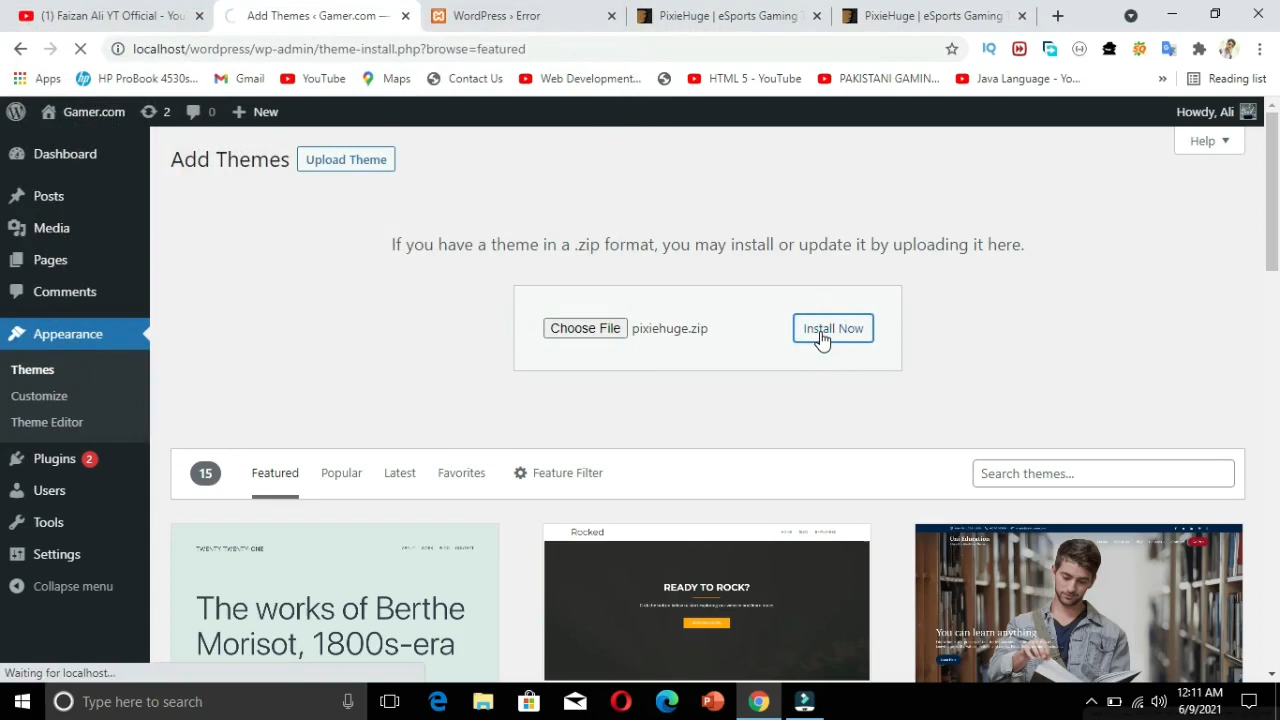 (1) Faizan Ali YT Official - YouT
Add Themes ‹ Gamer.com —
WordPress › Error
PixieHuge | eSports Gaming T
PixieHuge | eSports Gaming T
localhost/wordpress/wp-admin/theme-install.php?browse=featured
Apps
HP ProBook 4530s...
Gmail
YouTube
Maps
Contact Us
Web Development...
HTML 5 - YouTube
PAKISTANI GAMIN...
Java Language - Yo...
»
Reading list
Gamer.com
2
0
New
Howdy, Ali
Dashboard
Posts
Media
Pages
Comments
Appearance
Themes
Customize
Theme Editor
Plugins 2
Users
Tools
Settings
Collapse menu
Add Themes
Upload Theme
Help
If you have a theme in a .zip format, you may install or update it by uploading it here.
Choose File pixiehuge.zip
Install Now
15
Featured
Popular
Latest
Favorites
Feature Filter
Search themes...
TWENTY TWENTY-ONE
The works of Berthe
Morisot, 1800s-era
Rocked
READY TO ROCK?
Uni Education
You can learn anything
Waiting for localhost...
Type here to search
12:11 AM
6/9/2021